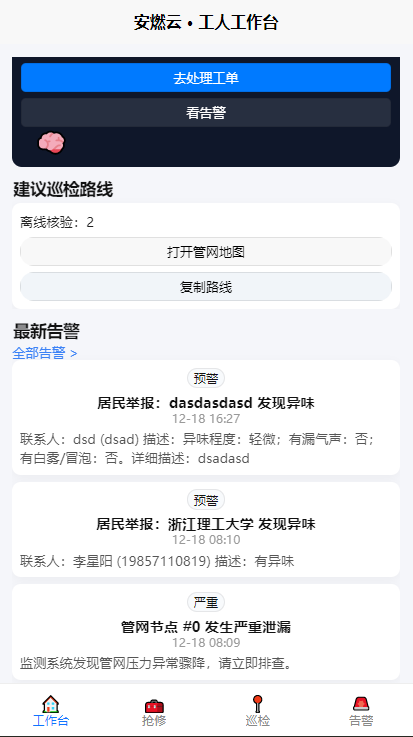 安燃云 • 工人工作台
去处理工单
看告警
建议巡检路线
离线核验：2
打开管网地图
复制路线
最新告警
全部告警 >
预警
居民举报：dasdasdasd 发现异味
12-18 16:27
联系人：dsd (dsad) 描述：异味程度：轻微；有漏气声：否；
有白雾/冒泡：否。详细描述：dsadasd
预警
居民举报：浙江理工大学 发现异味
12-18 08:10
联系人：李星阳 (19857110819) 描述：有异味
严重
管网节点 #0 发生严重泄漏
12-18 08:09
监测系统发现管网压力异常骤降，请立即排查。
工作台
抢修
巡检
告警